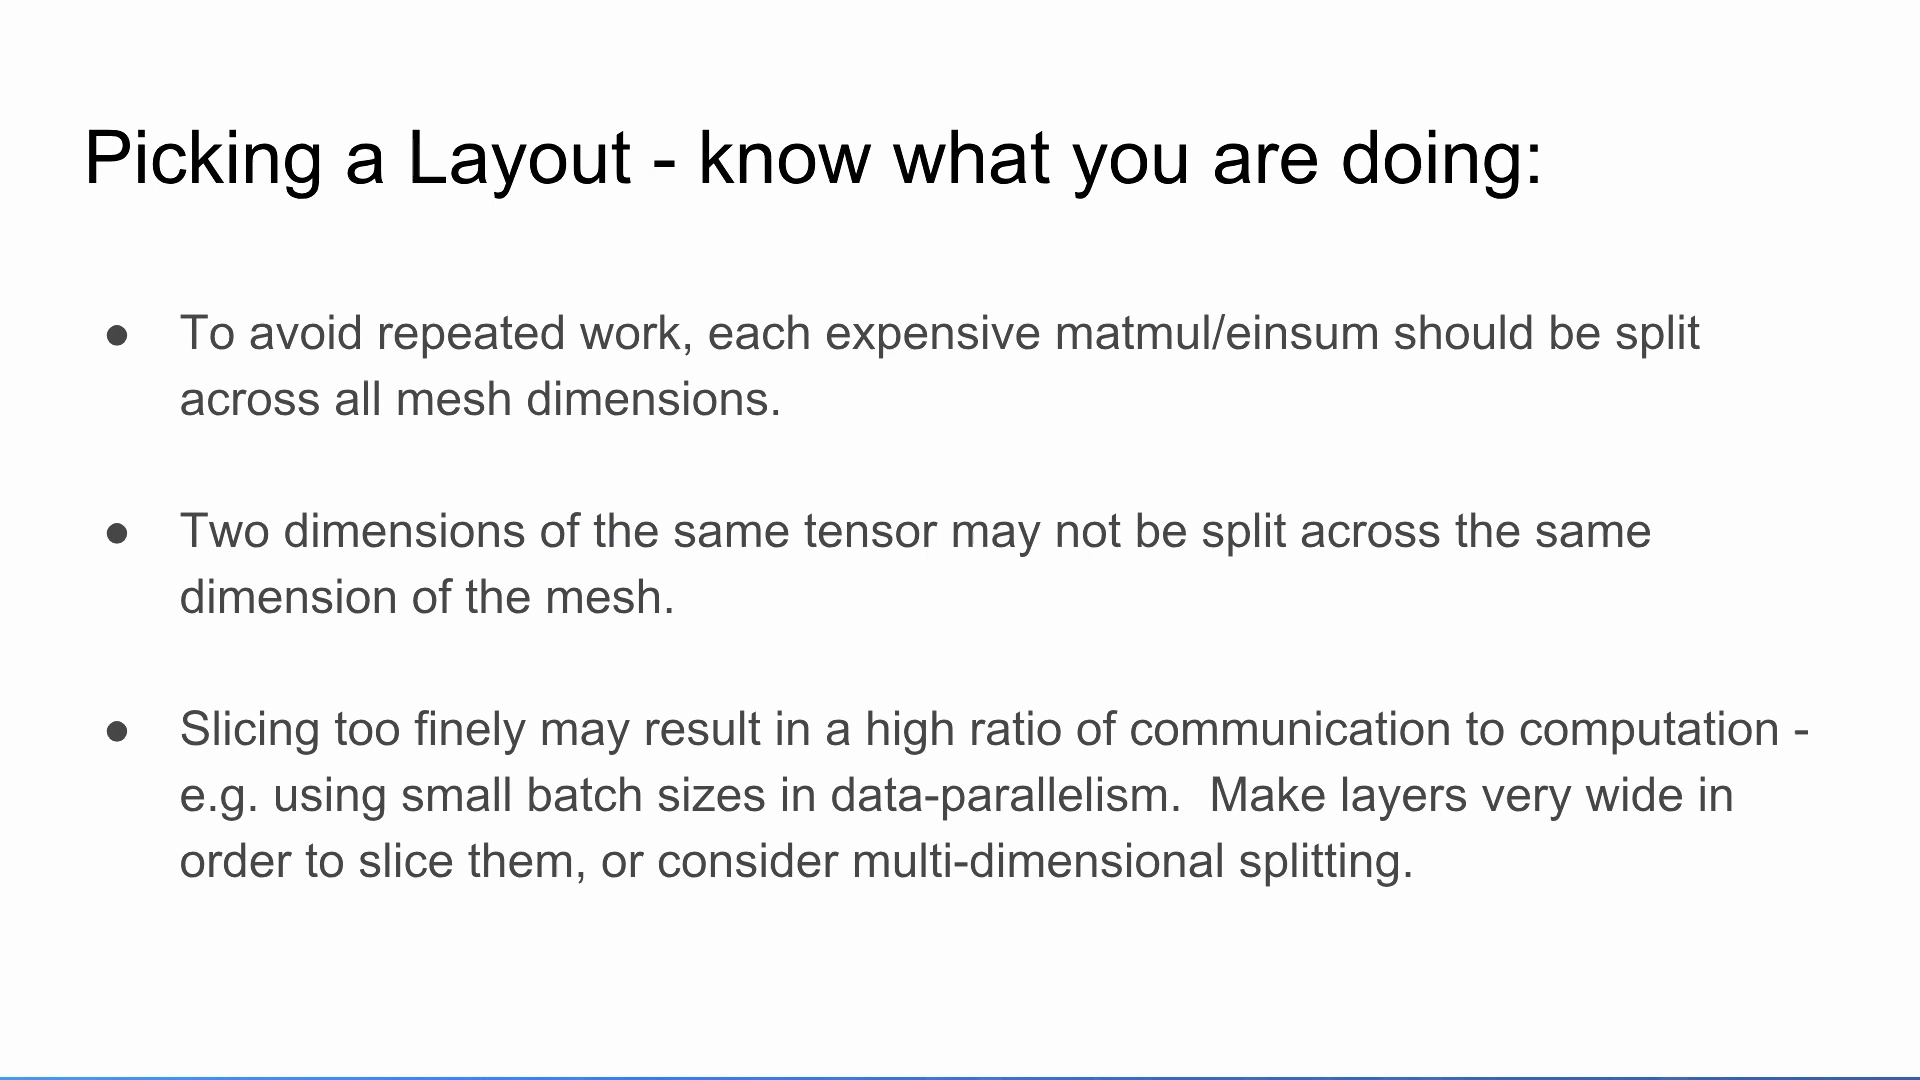 Picking a Layout - know what you are doing:
● To avoid repeated work, each expensive matmul/einsum should be split
across all mesh dimensions.
● Two dimensions of the same tensor may not be split across the same
dimension of the mesh.
● Slicing too finely may result in a high ratio of communication to computation -
e.g. using small batch sizes in data-parallelism.  Make layers very wide in
order to slice them, or consider multi-dimensional splitting.